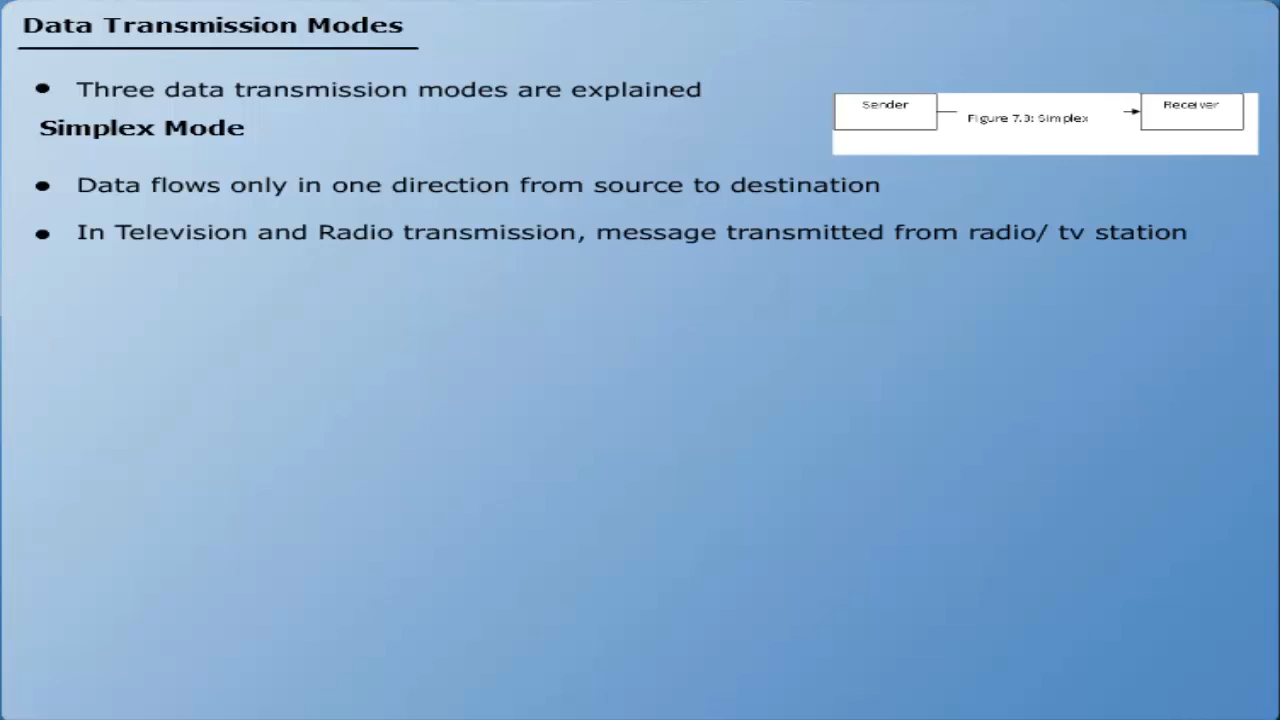 Data Transmission Modes
Three data transmission modes are explained
Simplex Mode
Sender
Receiver
Figure 7.3: Simplex
Data flows only in one direction from source to destination
In Television and Radio transmission, message transmitted from radio/ tv station